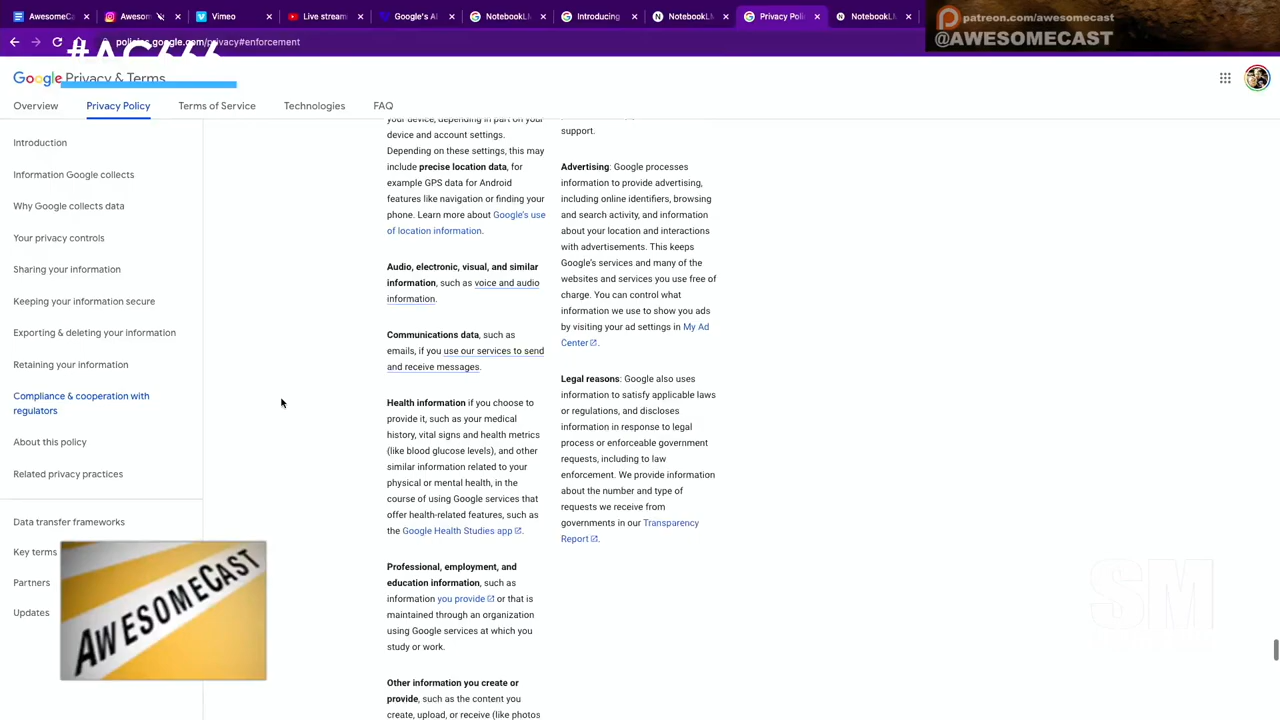 AwesomeC
Awesom
Vimeo
Live stream
Google's A
NotebookL
Introducing
NotebookL
Privacy Poli
NotebookL
patreon.com/awesomecast
@AWESOMECAST
policies.google.com/privacy#enforcement
#AC666
Google Privacy & Terms
Overview
Privacy Policy
Terms of Service
Technologies
FAQ
Introduction
Information Google collects
Why Google collects data
Your privacy controls
Sharing your information
Keeping your information secure
Exporting & deleting your information
Retaining your information
Compliance & cooperation with
regulators
About this policy
Related privacy practices
Data transfer frameworks
Key terms
Partners
Updates
AWESOMECAST
your device, depending in part on your
device and account settings.
Depending on these settings, this may
include precise location data, for
example GPS data for Android
features like navigation or finding your
phone. Learn more about Google's use
of location information.
Audio, electronic, visual, and similar
information, such as voice and audio
information.
Communications data, such as
emails, if you use our services to send
and receive messages.
Health information if you choose to
provide it, such as your medical
history, vital signs and health metrics
(like blood glucose levels), and other
similar information related to your
physical or mental health, in the
course of using Google services that
offer health-related features, such as
the Google Health Studies app.
Professional, employment, and
education information, such as
information you provide or that is
maintained through an organization
using Google services at which you
study or work.
Other information you create or
provide, such as the content you
create, upload, or receive (like photos
support.
Advertising: Google processes
information to provide advertising,
including online identifiers, browsing
and search activity, and information
about your location and interactions
with advertisements. This keeps
Google's services and many of the
websites and services you use free of
charge. You can control what
information we use to show you ads
by visiting your ad settings in My Ad
Center.
Legal reasons: Google also uses
information to satisfy applicable laws
or regulations, and discloses
information in response to legal
process or enforceable government
requests, including to law
enforcement. We provide information
about the number and type of
requests we receive from
governments in our Transparency
Report.
SM